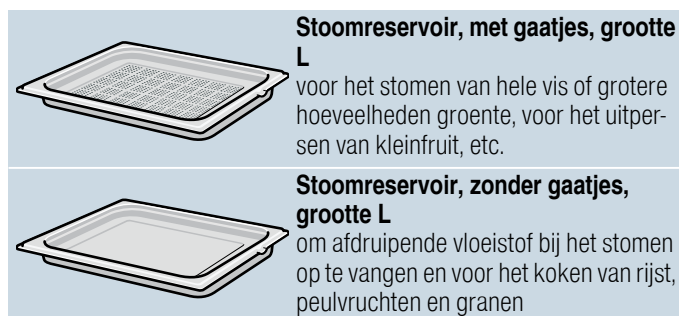 Stoomreservoir, met gaatjes, grootte
L
voor het stomen van hele vis of grotere
hoeveelheden groente, voor het uitper-
sen van kleinfruit, etc.
Stoomreservoir, zonder gaatjes,
grootte L
om afdruipende vloeistof bij het stomen
op te vangen en voor het koken van rijst,
peulvruchten en granen